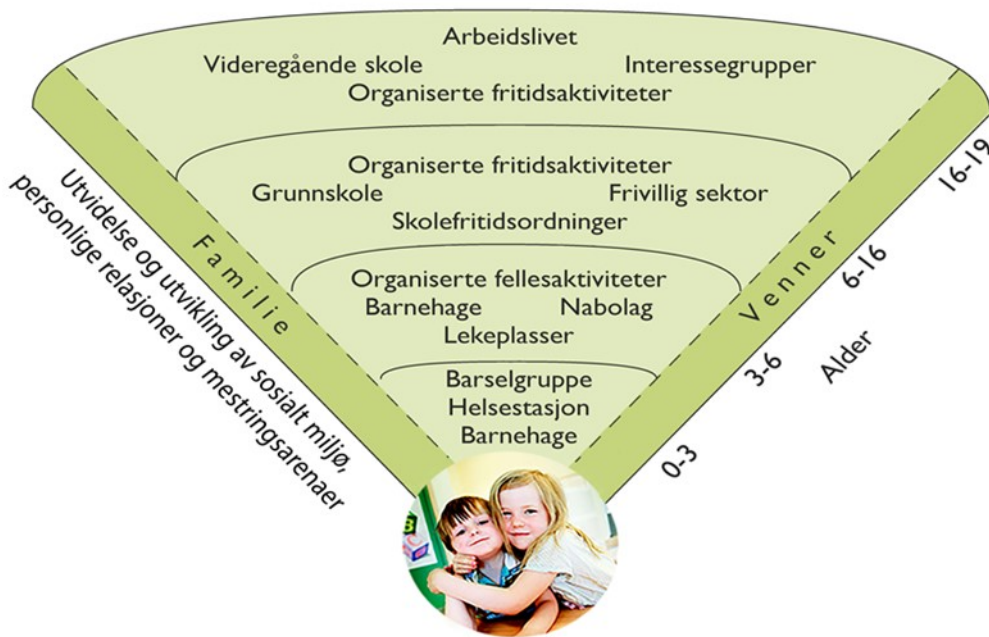 Arbeidslivet
Videregående skole Interessegrupper
Organiserte fritidsaktiviteter
Organiserte fritidsaktiviteter
Grunnskole Frivillig sektor
Skolefritidsordninger
Organiserte fellesaktiviteter
Barnehage Nabolag
Lekeplasser
Barselgruppe
Helsestasjon
Barnehage
Familie
Venner
Utvidelse og utvikling av sosialt miljø,
personlige relasjoner og mestringsarenaer
16-19
6-16
3-6
0-3
Alder
B